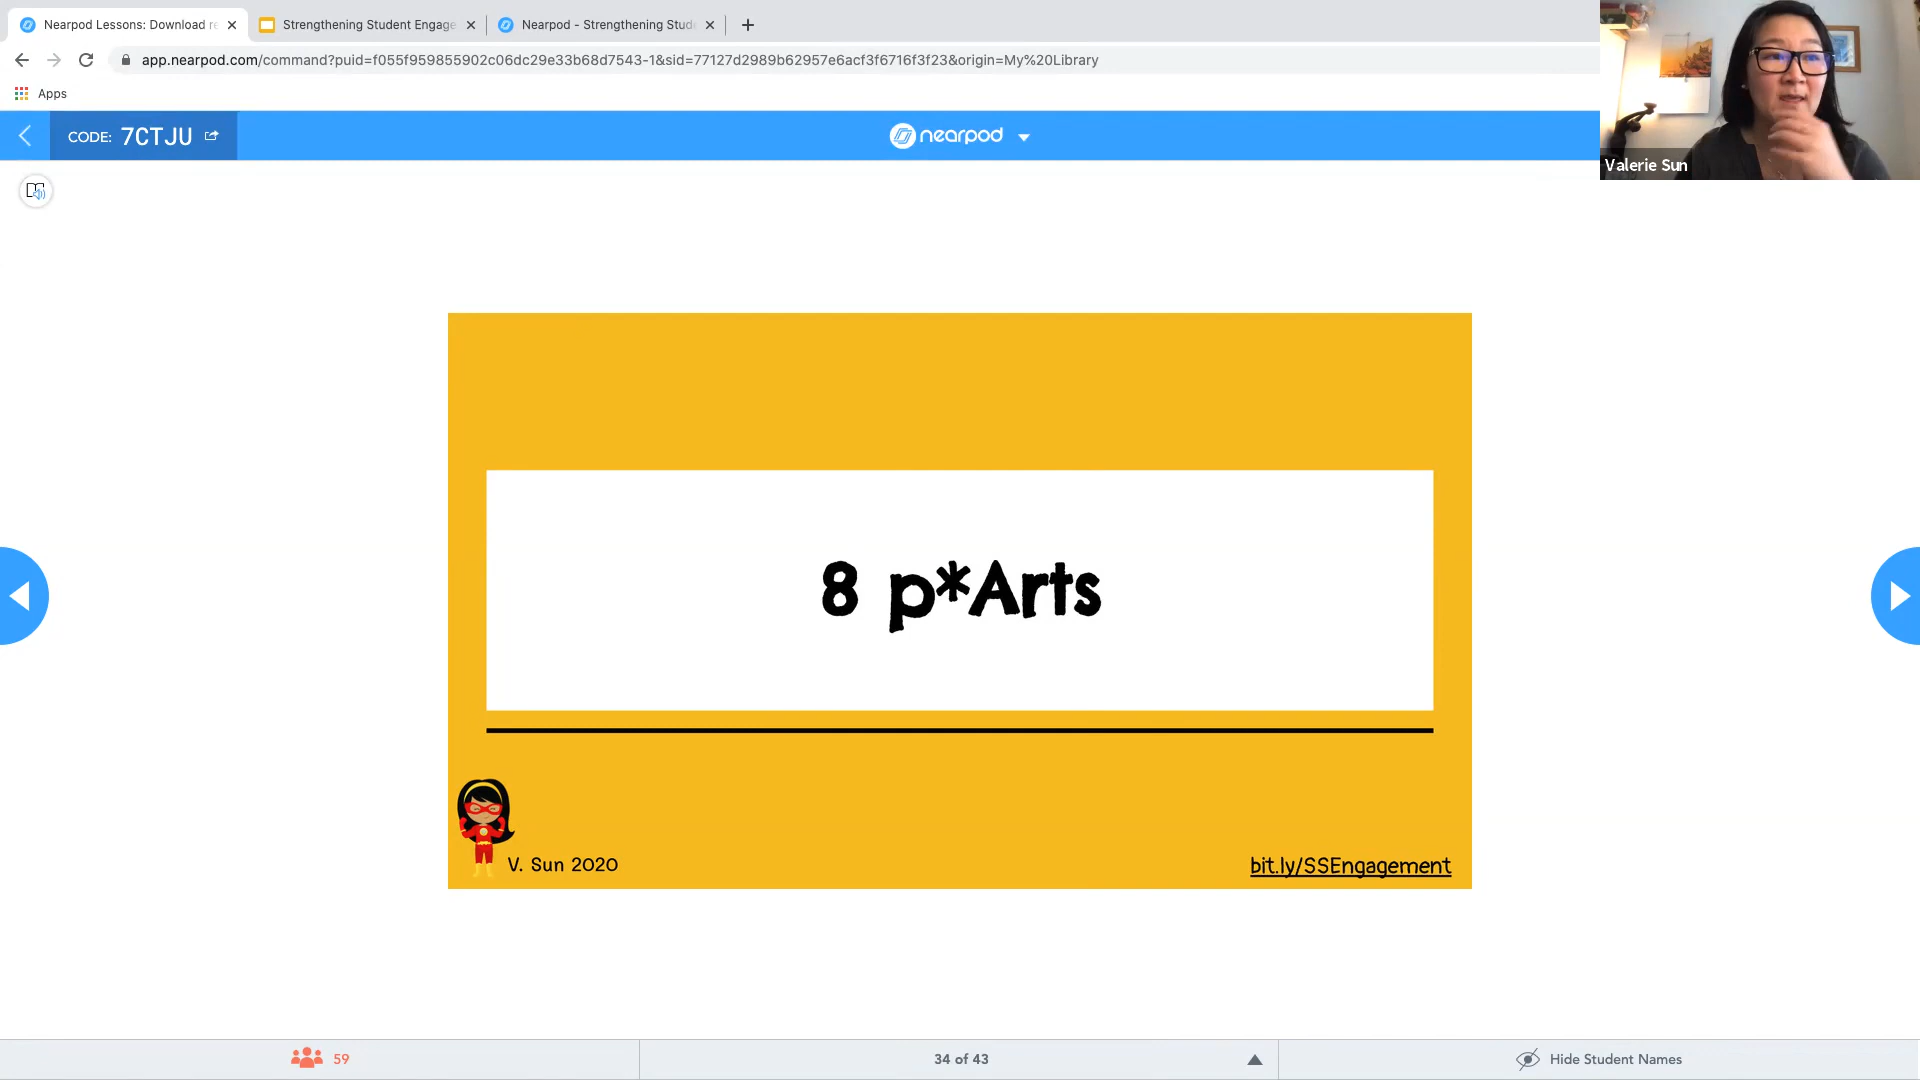 Nearpod Lessons: Download re
Strengthening Student Engage
Nearpod - Strengthening Stud
app.nearpod.com/command?puid=f055f959855902c06dc29e33b68d7543-1&sid=77127d2989b62957e6acf3f6716f3f23&origin=My%20Library
Apps
CODE: 7CTJU
nearpod
Valerie Sun
8 p*Arts
V. Sun 2020
bit.ly/SSEngagement
59
34 of 43
Hide Student Names